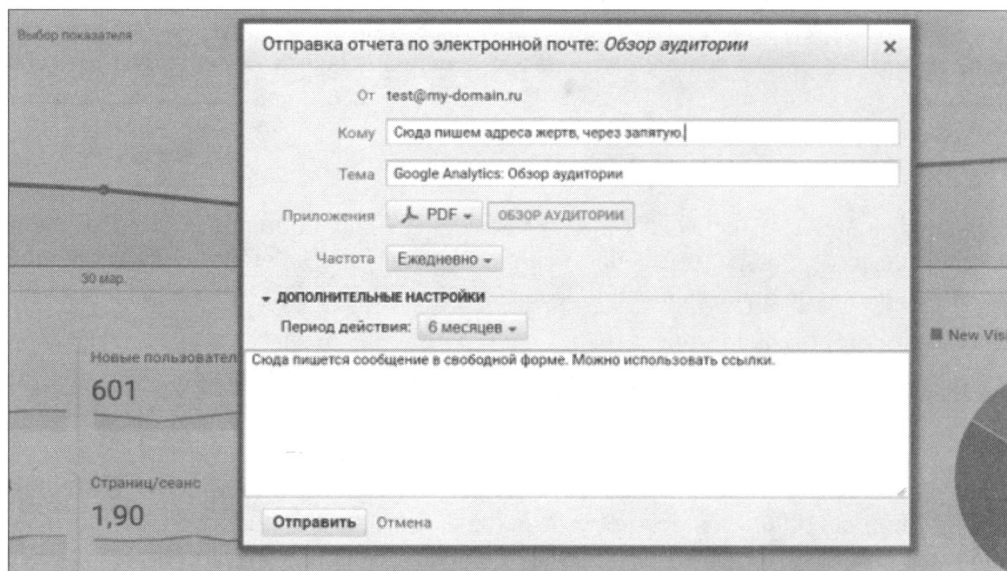 Выбор показателя
Отправка отчета по электронной почте: Обзор аудитории
От test@my-domain.ru
Кому Сюда пишем адреса жертв, через запятую.
Тема Google Analytics: Обзор аудитории
Приложения PDF ОБЗОР АУДИТОРИИ
Частота Ежедневно
30 мар.
ДОПОЛНИТЕЛЬНЫЕ НАСТРОЙКИ
Период действия: 6 месяцев
New Visi
Новые пользовател
Сюда пишется сообщение в свободной форме. Можно использовать ссылки.
601
Страниц/сеанс
1,90
Отправить Отмена